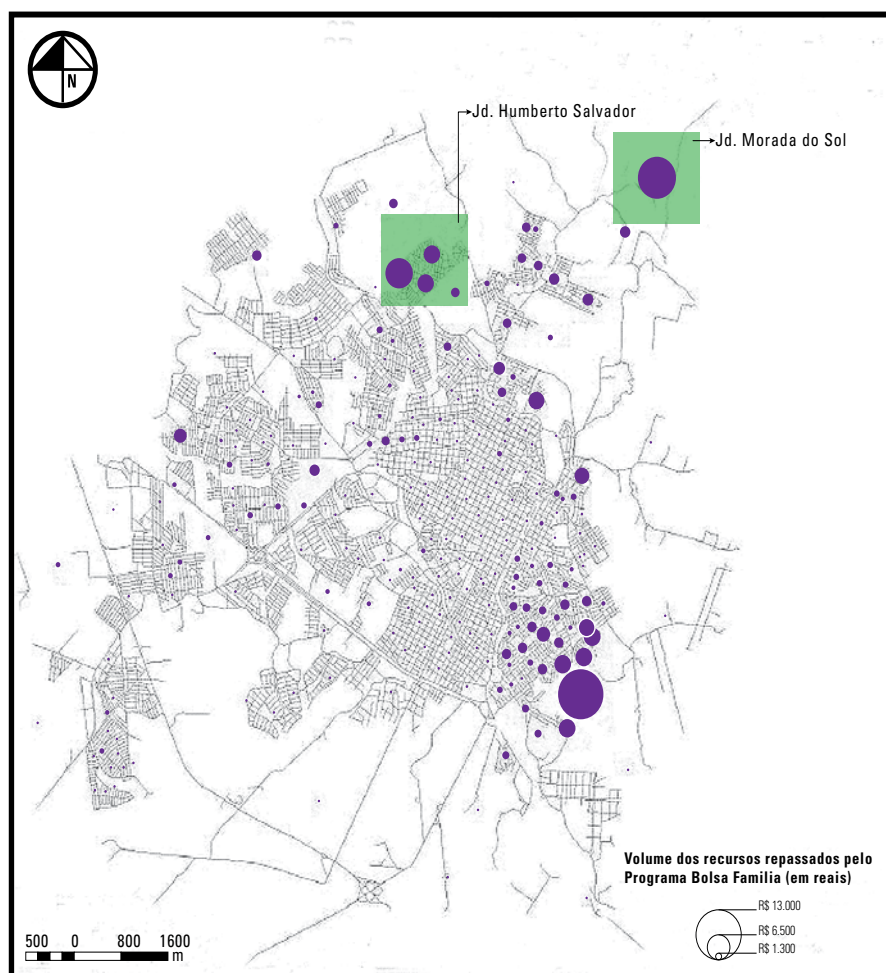 N
Jd. Humberto Salvador
Jd. Morada do Sol
Volume dos recursos repassados pelo
Programa Bolsa Familia (em reais)
R$ 13.000
R$ 6.500
R$ 1.300
500 0 800 1600
m